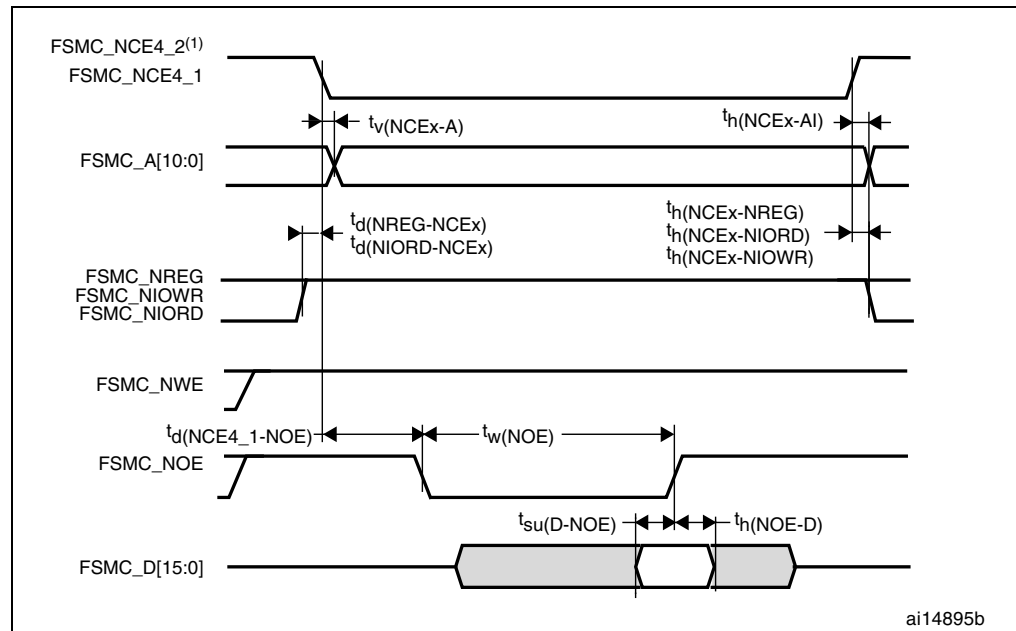 FSMC_NCE4_2(1)
FSMC_NCE4_1
tv(NCEx-A)
th(NCEx-AI)
FSMC_A[10:0]
td(NREG-NCEx)
td(NIORD-NCEx)
th(NCEx-NREG)
th(NCEx-NIORD)
th(NCEx-NIOWR)
FSMC_NREG
FSMC_NIOWR
FSMC_NIORD
FSMC_NWE
td(NCE4_1-NOE)
tw(NOE)
FSMC_NOE
tsu(D-NOE)
th(NOE-D)
FSMC_D[15:0]
ai14895b